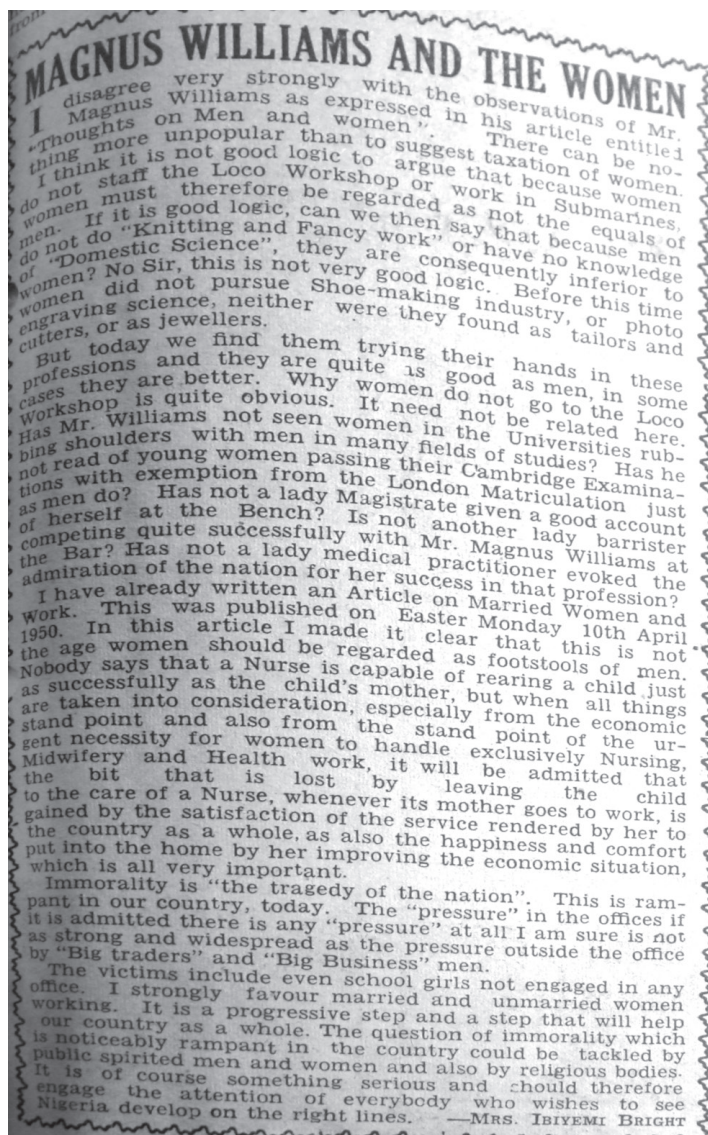 from
MAGNUS WILLIAMS AND THE WOMEN
I disagree very strongly with the observations of Mr.
Magnus Williams as expressed in his article entitled
"Thoughts on Men and women". There can be no-
thing more unpopular than to suggest taxation of women.
I think it is not good logic to argue that because women
do not staff the Loco Workshop or work in Submarines,
women must therefore be regarded as not the equals of
men. If it is good logic, can we then say that because men
do not do "Knitting and Fancy work" or have no knowledge
of "Domestic Science", they are consequently inferior to
women? No Sir, this is not very good logic. Before this time
women did not pursue Shoe-making industry, or photo
engraving science, neither were they found as tailors and
cutters, or as jewellers.
But today we find them trying their hands in these
professions and they are quite as good as men, in some
cases they are better. Why women do not go to the Loco
Workshop is quite obvious. It need not be related here.
Has Mr. Williams not seen women in the Universities rub-
bing shoulders with men in many fields of studies? Has he
not read of young women passing their Cambridge Examina-
tions with exemption from the London Matriculation just
as men do? Has not a lady Magistrate given a good account
of herself at the Bench? Is not another lady barrister
competing quite successfully with Mr. Magnus Williams at
the Bar? Has not a lady medical practitioner evoked the
admiration of the nation for her success in that profession?
I have already written an Article on Married Women and
Work. This was published on Easter Monday 10th April
1950. In this article I made it clear that this is not
the age women should be regarded as footstools of men.
Nobody says that a Nurse is capable of rearing a child just
as successfully as the child's mother, but when all things
are taken into consideration, especially from the economic
stand point and also from the stand point of the ur-
gent necessity for women to handle exclusively Nursing,
Midwifery and Health work, it will be admitted that
the bit that is lost by leaving the child
to the care of a Nurse, whenever its mother goes to work, is
gained by the satisfaction of the service rendered by her to
the country as a whole, as also the happiness and comfort
put into the home by her improving the economic situation,
which is all very important.
Immorality is "the tragedy of the nation". This is ram-
pant in our country, today. The "pressure" in the offices if
it is admitted there is any "pressure" at all I am sure is not
as strong and widespread as the pressure outside the office
by "Big traders" and "Big Business" men.
The victims include even school girls not engaged in any
office. I strongly favour married and unmarried women
working. It is a progressive step and a step that will help
our country as a whole. The question of immorality which
is noticeably rampant in the country could be tackled by
public spirited men and women and also by religious bodies.
It is of course something serious and should therefore
engage the attention of everybody who wishes to see
Nigeria develop on the right lines. —MRS. IBIYEMI BRIGHT